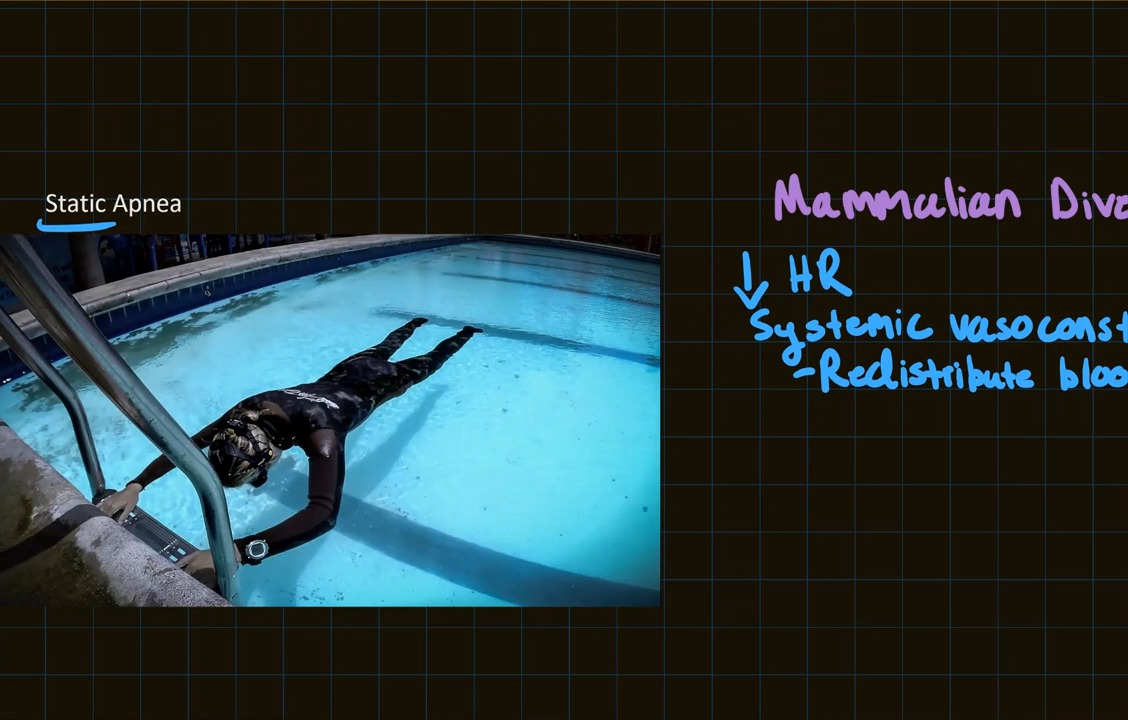 Static Apnea
Mammalian Div
↓ HR
Systemic vasoconst
-Redistribute bloo